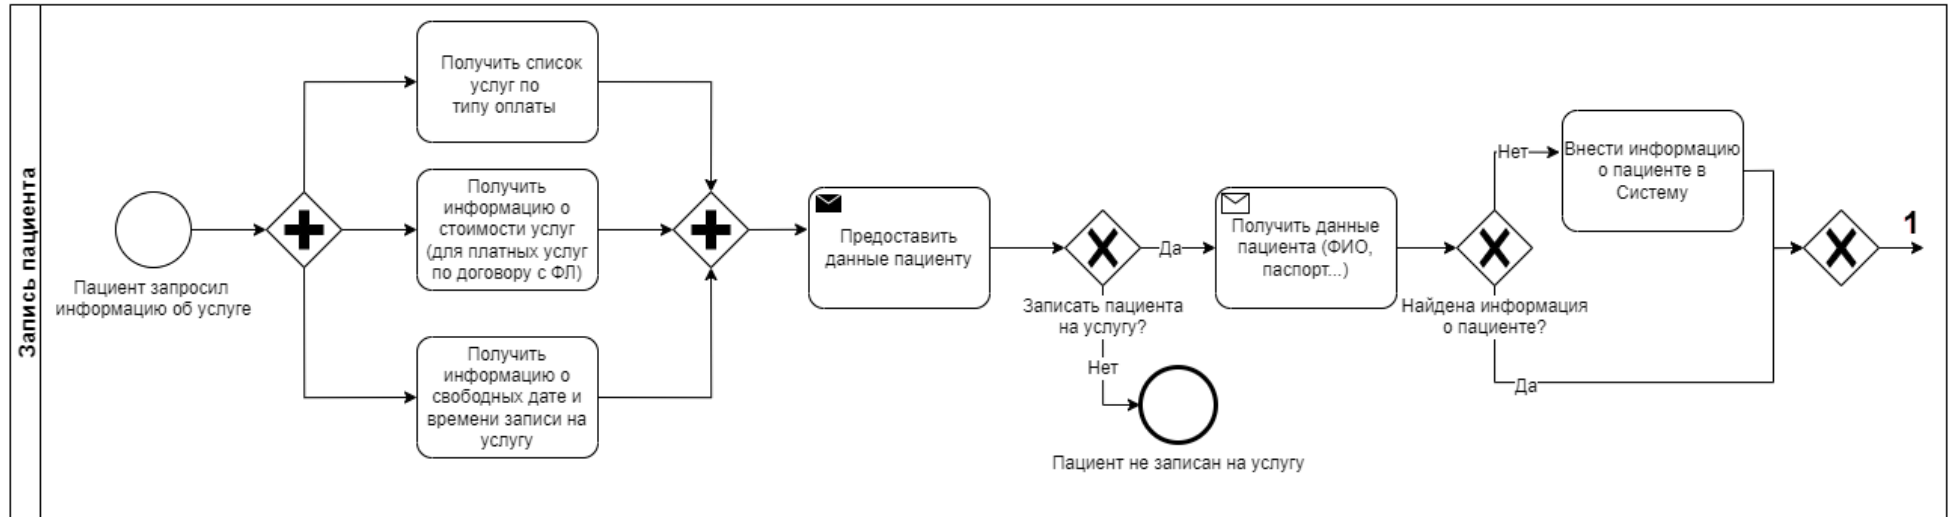 Запись пациента
Пациент запросил
информацию об услуге
Получить список
услуг по
типу оплаты
Получить
информацию о
стоимости услуг
(для платных услуг
по договору с ФЛ)
Получить
информацию о
свободных дате и
времени записи на
услугу
Предоставить
данные пациенту
Записать пациента
на услугу?
Да
Нет
Пациент не записан на услугу
Получить данные
пациента (ФИО,
паспорт...)
Найдена информация
о пациенте?
Нет
Да
Внести информацию
о пациенте в
Систему
1